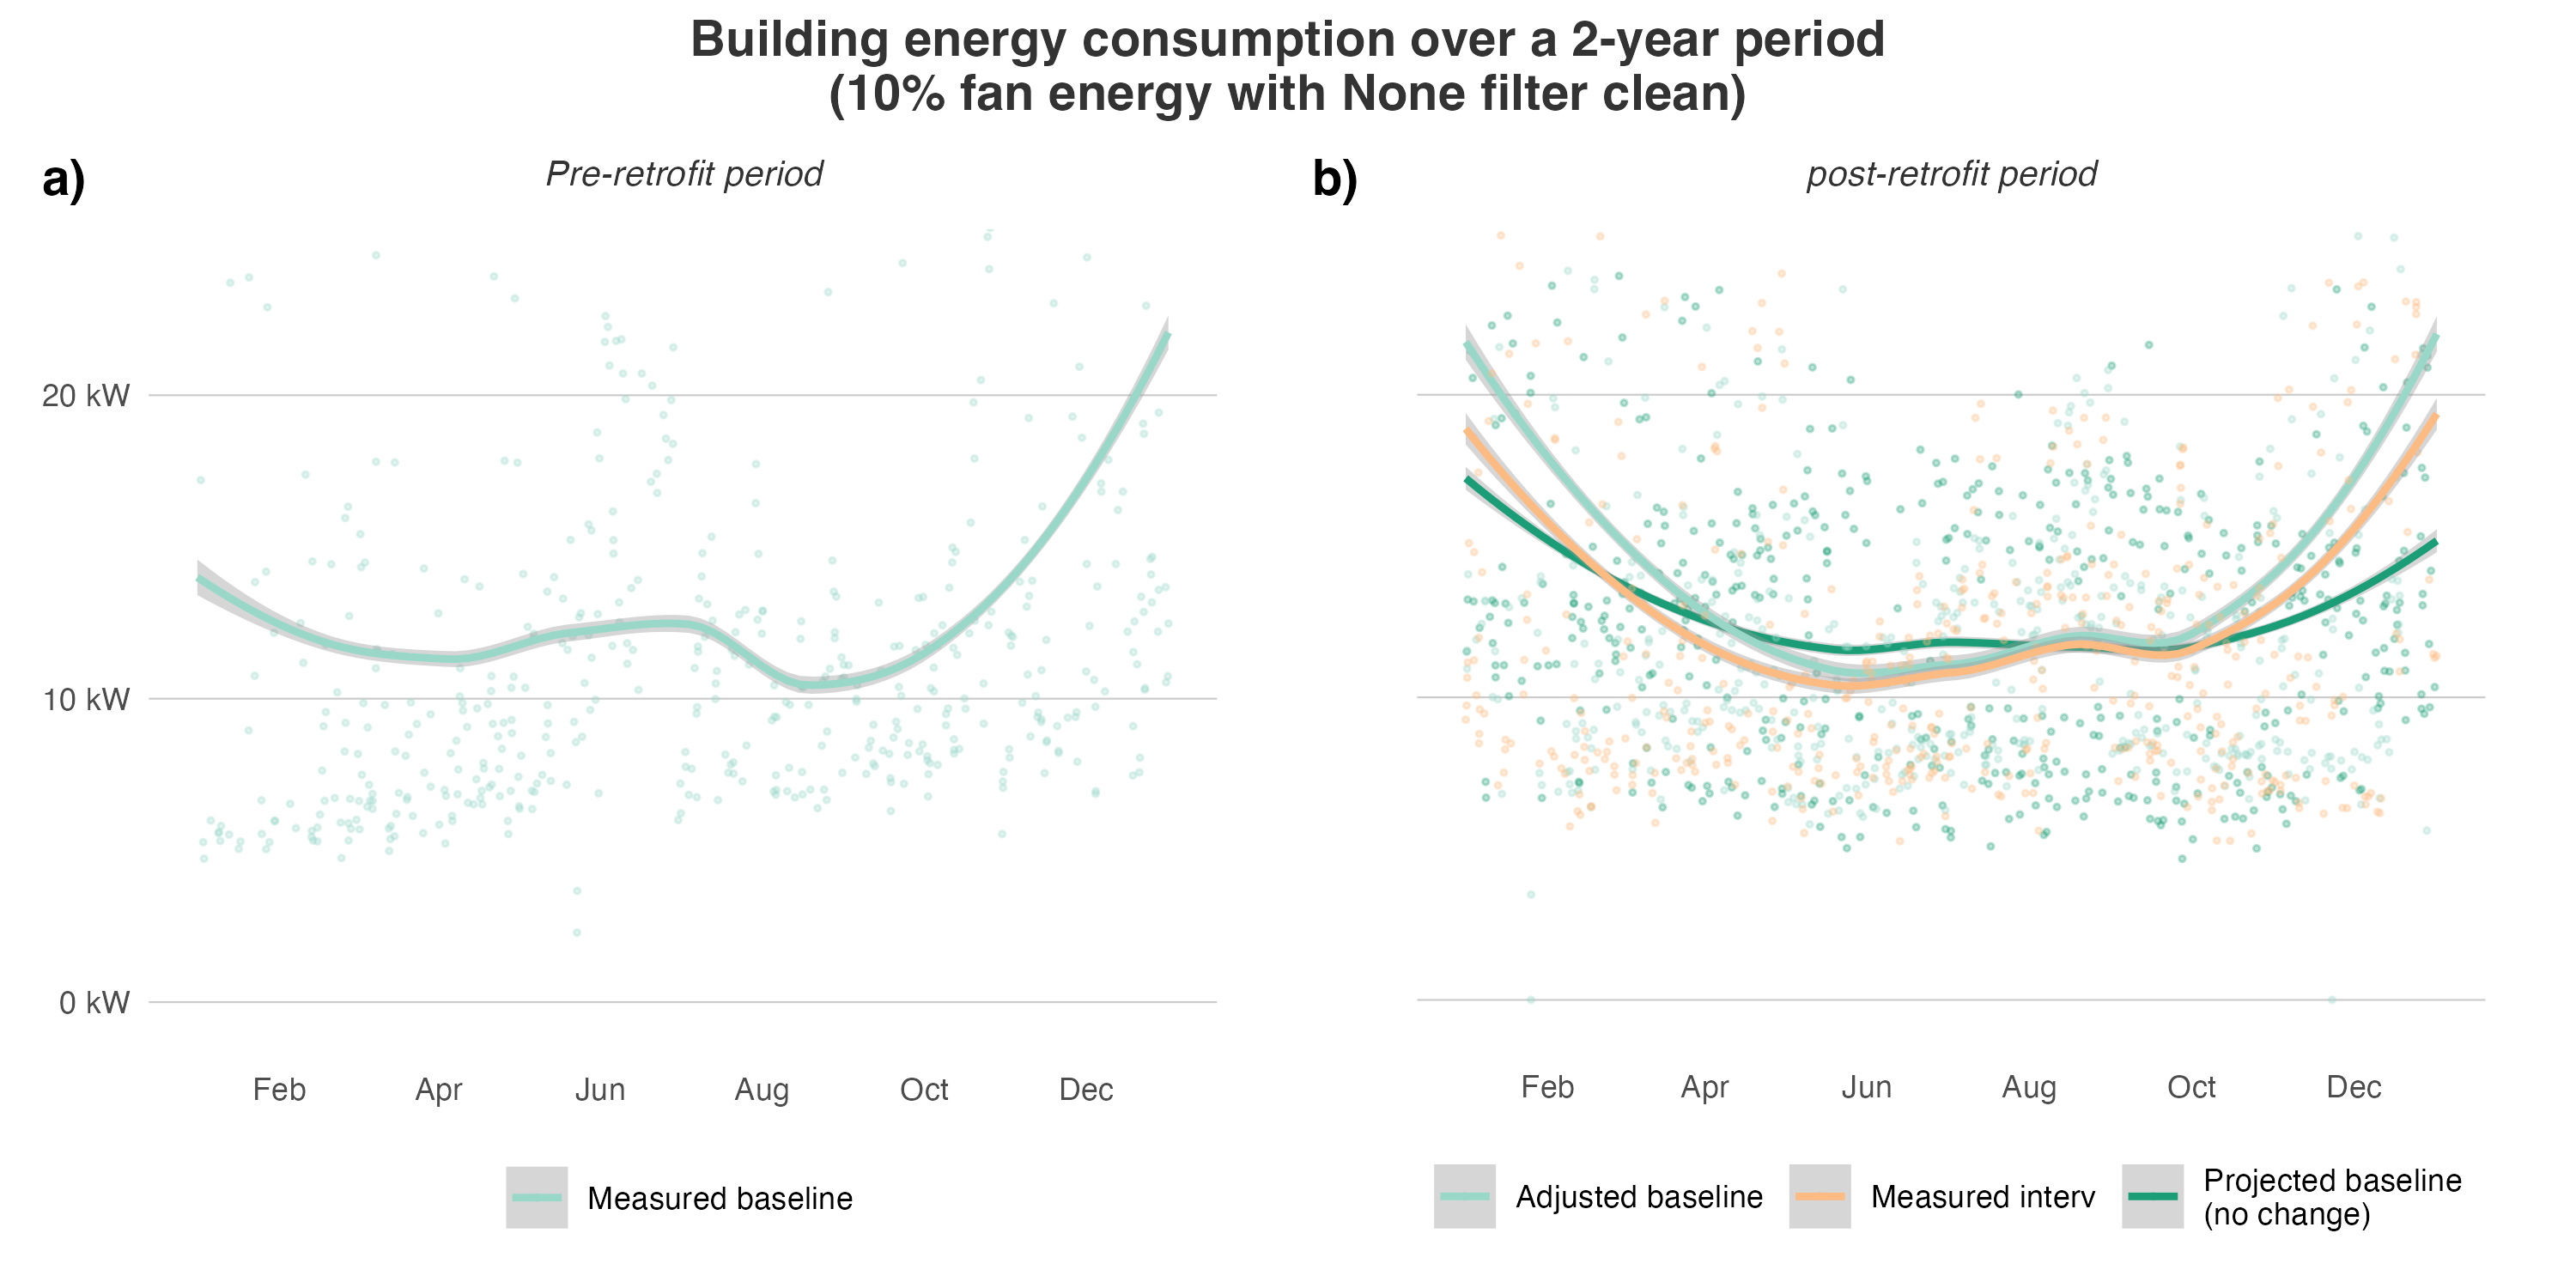 Building energy consumption over a 2-year period
(10% fan energy with None filter clean)
a)
Pre-retrofit period
20 kW
10 kW
0 kW
Feb Apr Jun Aug Oct Dec
Measured baseline
b)
post-retrofit period
Feb Apr Jun Aug Oct Dec
Adjusted baseline
Measured interv
Projected baseline
(no change)